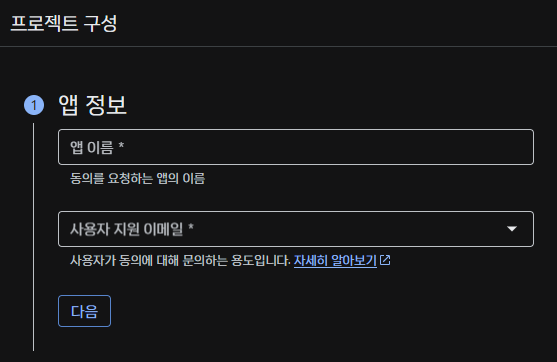 프로젝트 구성
1 앱 정보
앱 이름 *
동의를 요청하는 앱의 이름
사용자 지원 이메일 *
사용자가 동의에 대해 문의하는 용도입니다. 자세히 알아보기
다음